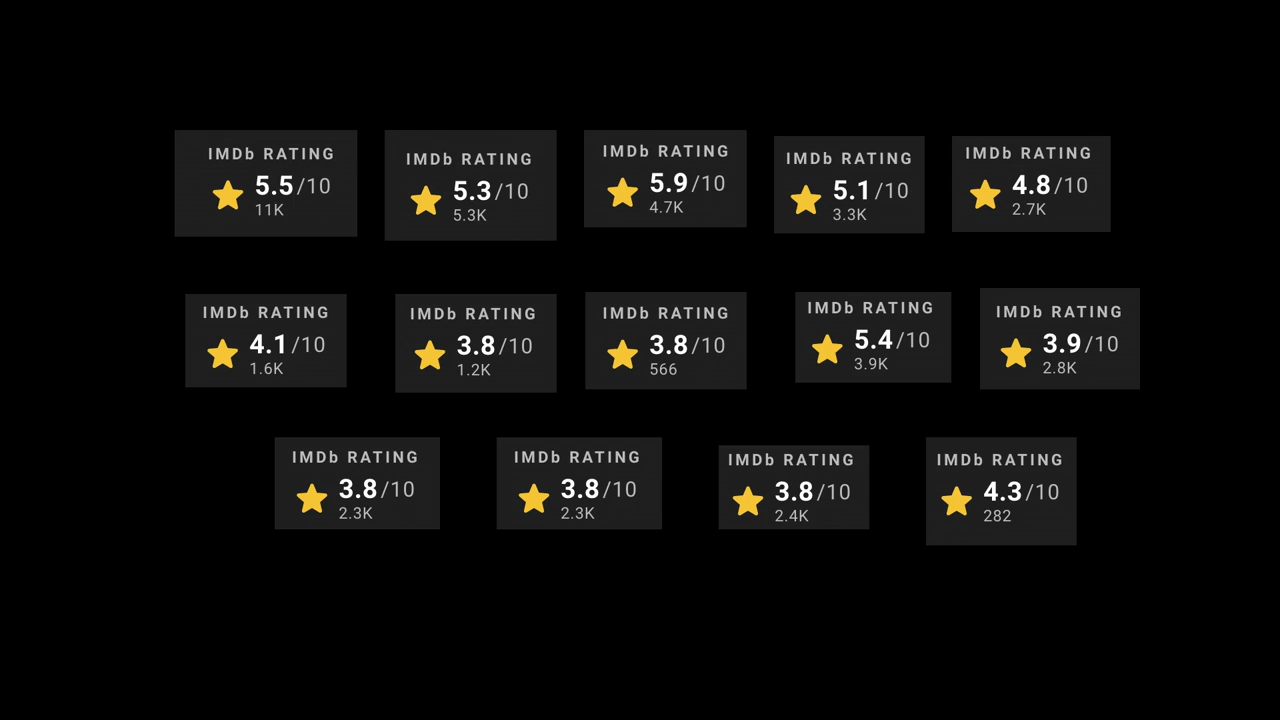 IMDb RATING
5.5/10
11K
IMDb RATING
5.3/10
5.3K
IMDb RATING
5.9/10
4.7K
IMDb RATING
5.1/10
3.3K
IMDb RATING
4.8/10
2.7K
IMDb RATING
4.1/10
1.6K
IMDb RATING
3.8/10
1.2K
IMDb RATING
3.8/10
566
IMDb RATING
5.4/10
3.9K
IMDb RATING
3.9/10
2.8K
IMDb RATING
3.8/10
2.3K
IMDb RATING
3.8/10
2.3K
IMDb RATING
3.8/10
2.4K
IMDb RATING
4.3/10
282